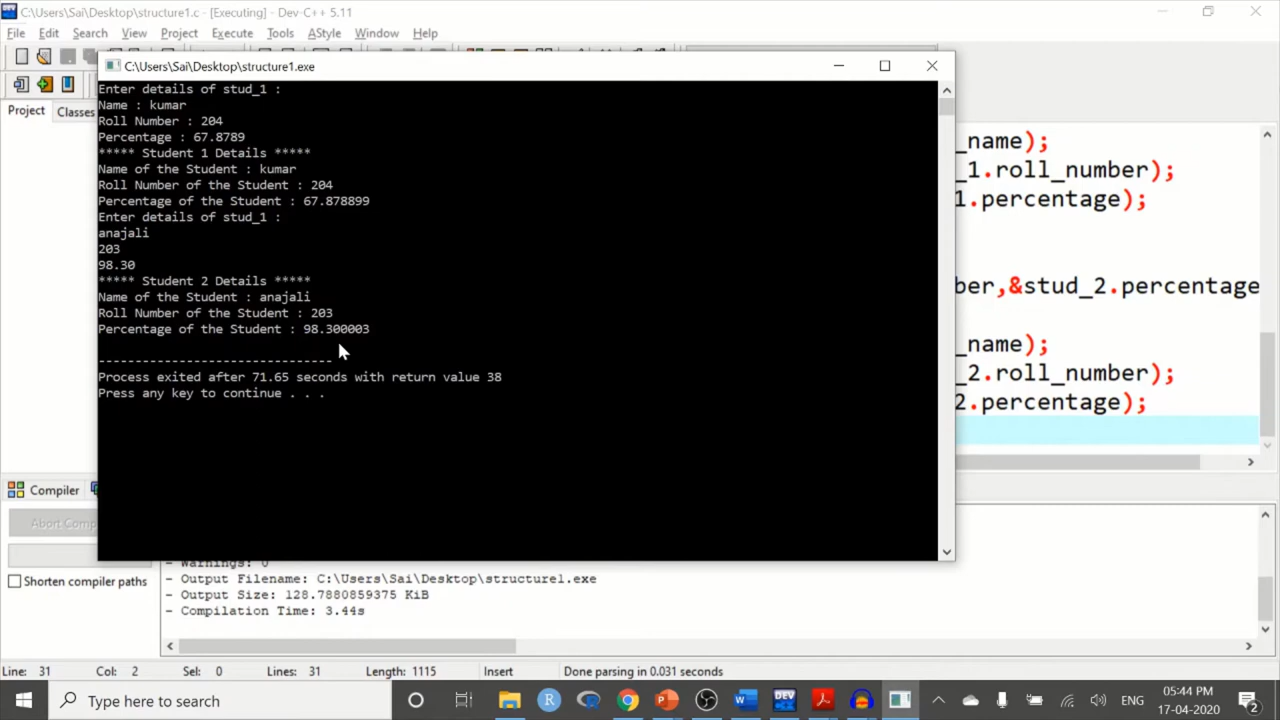 C:\Users\Sai\Desktop\structure1.c - [Executing] - Dev-C++ 5.11
File Edit Search View Project Execute Tools AStyle Window Help
C:\Users\Sai\Desktop\structure1.exe
Project Classes
Enter details of stud_1 :
Name : kumar
Roll Number : 204
Percentage : 67.8789
***** Student 1 Details *****
Name of the Student : kumar
Roll Number of the Student : 204
Percentage of the Student : 67.878899
Enter details of stud_1 :
anajali
203
98.30
***** Student 2 Details *****
Name of the Student : anajali
Roll Number of the Student : 203
Percentage of the Student : 98.300003
--------------------------------
Process exited after 71.65 seconds with return value 38
Press any key to continue . . .
_name);
_1.roll_number);
1.percentage);
ber,&stud_2.percentage
_name);
_2.roll_number);
2.percentage);
Compiler
Abort Comp
Shorten compiler paths
- Warnings: 0
- Output Filename: C:\Users\Sai\Desktop\structure1.exe
- Output Size: 128.7880859375 KiB
- Compilation Time: 3.44s
Line: 31 Col: 2 Sel: 0 Lines: 31 Length: 1115 Insert Done parsing in 0.031 seconds
Type here to search
ENG
05:44 PM
17-04-2020
2